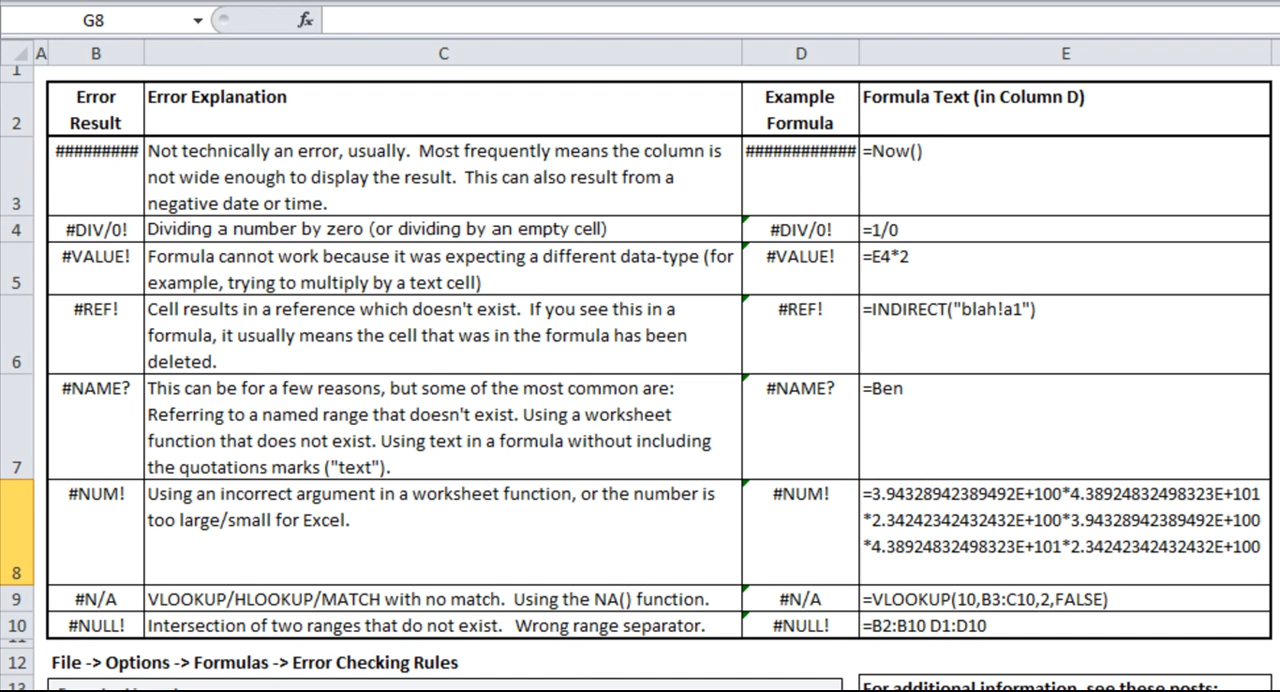 G8 fx
A B C D E
1
Error Error Explanation Example Formula Text (in Column D)
2 Result Formula
######### Not technically an error, usually. Most frequently means the column is ############ =Now()
not wide enough to display the result. This can also result from a
3 negative date or time.
4 #DIV/0! Dividing a number by zero (or dividing by an empty cell) #DIV/0! =1/0
#VALUE! Formula cannot work because it was expecting a different data-type (for #VALUE! =E4*2
5 example, trying to multiply by a text cell)
#REF! Cell results in a reference which doesn't exist. If you see this in a #REF! =INDIRECT("blah!a1")
formula, it usually means the cell that was in the formula has been
6 deleted.
#NAME? This can be for a few reasons, but some of the most common are: #NAME? =Ben
Referring to a named range that doesn't exist. Using a worksheet
function that does not exist. Using text in a formula without including
7 the quotations marks ("text").
#NUM! Using an incorrect argument in a worksheet function, or the number is #NUM! =3.94328942389492E+100*4.38924832498323E+101
too large/small for Excel. *2.34242342432432E+100*3.94328942389492E+100
*4.38924832498323E+101*2.34242342432432E+100
8
9 #N/A VLOOKUP/HLOOKUP/MATCH with no match. Using the NA() function. #N/A =VLOOKUP(10,B3:C10,2,FALSE)
10 #NULL! Intersection of two ranges that do not exist. Wrong range separator. #NULL! =B2:B10 D1:D10
12 File -> Options -> Formulas -> Error Checking Rules
13 For additional information, see these posts: